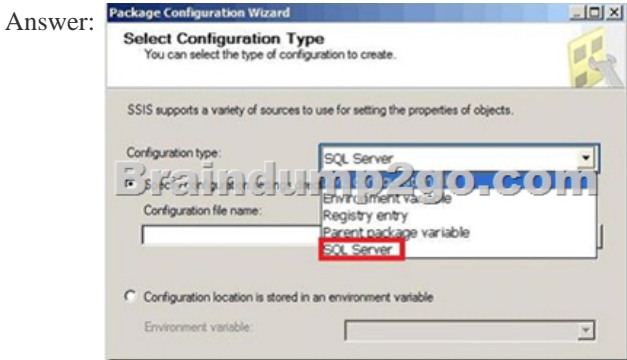 Answer:
Package Configuration Wizard
Select Configuration Type
You can select the type of configuration to create.
SSIS supports a variety of sources to use for setting the properties of objects.
Configuration type:
SQL Server
Braindump2go.com
Environment variable
Registry entry
Parent package variable
SQL Server
Configuration file name:
Configuration location is stored in an environment variable
Environment variable: